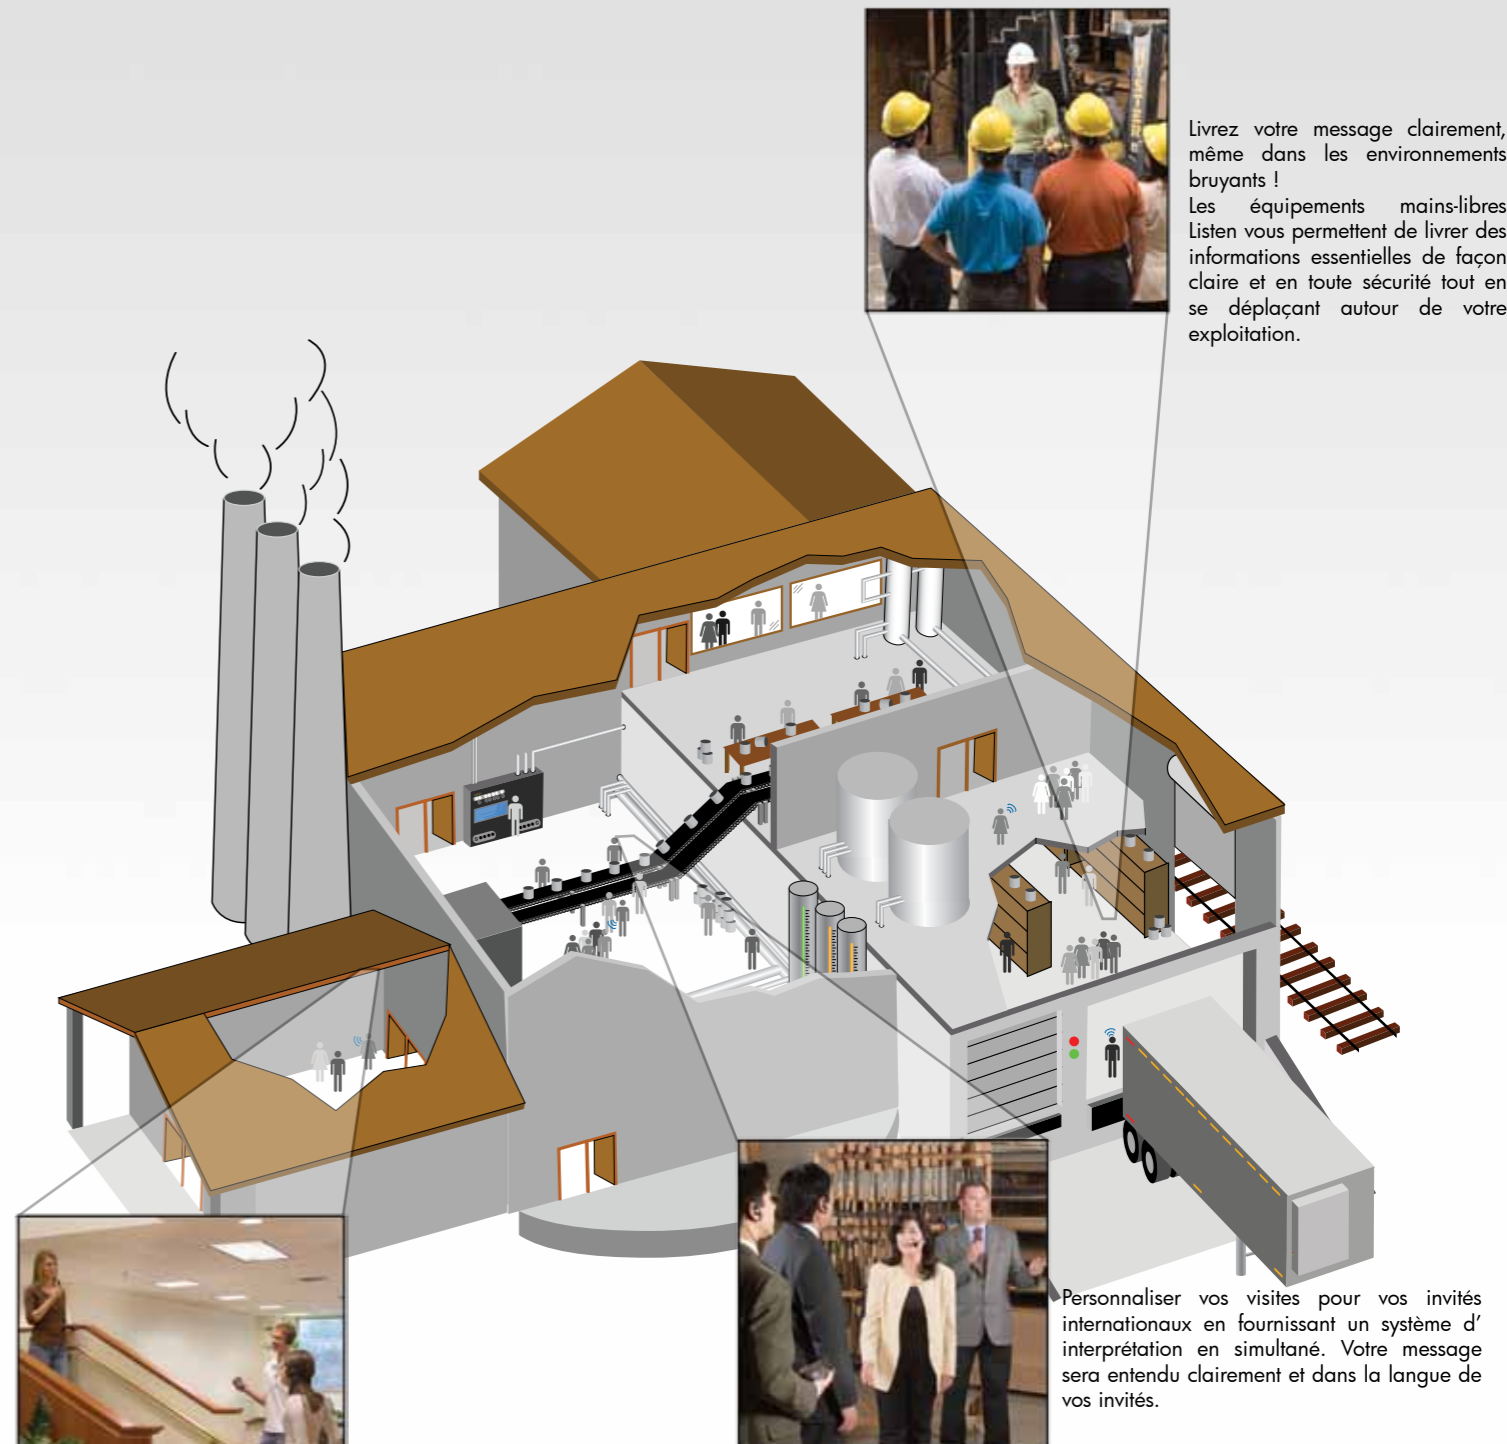 Livrez votre message clairement,
même dans les environnements
bruyants !
Les équipements mains-libres
Listen vous permettent de livrer des
informations essentielles de façon
claire et en toute sécurité tout en
se déplaçant autour de votre
exploitation.
Personnaliser vos visites pour vos invités
internationaux en fournissant un système d’
interprétation en simultané. Votre message
sera entendu clairement et dans la langue de
vos invités.